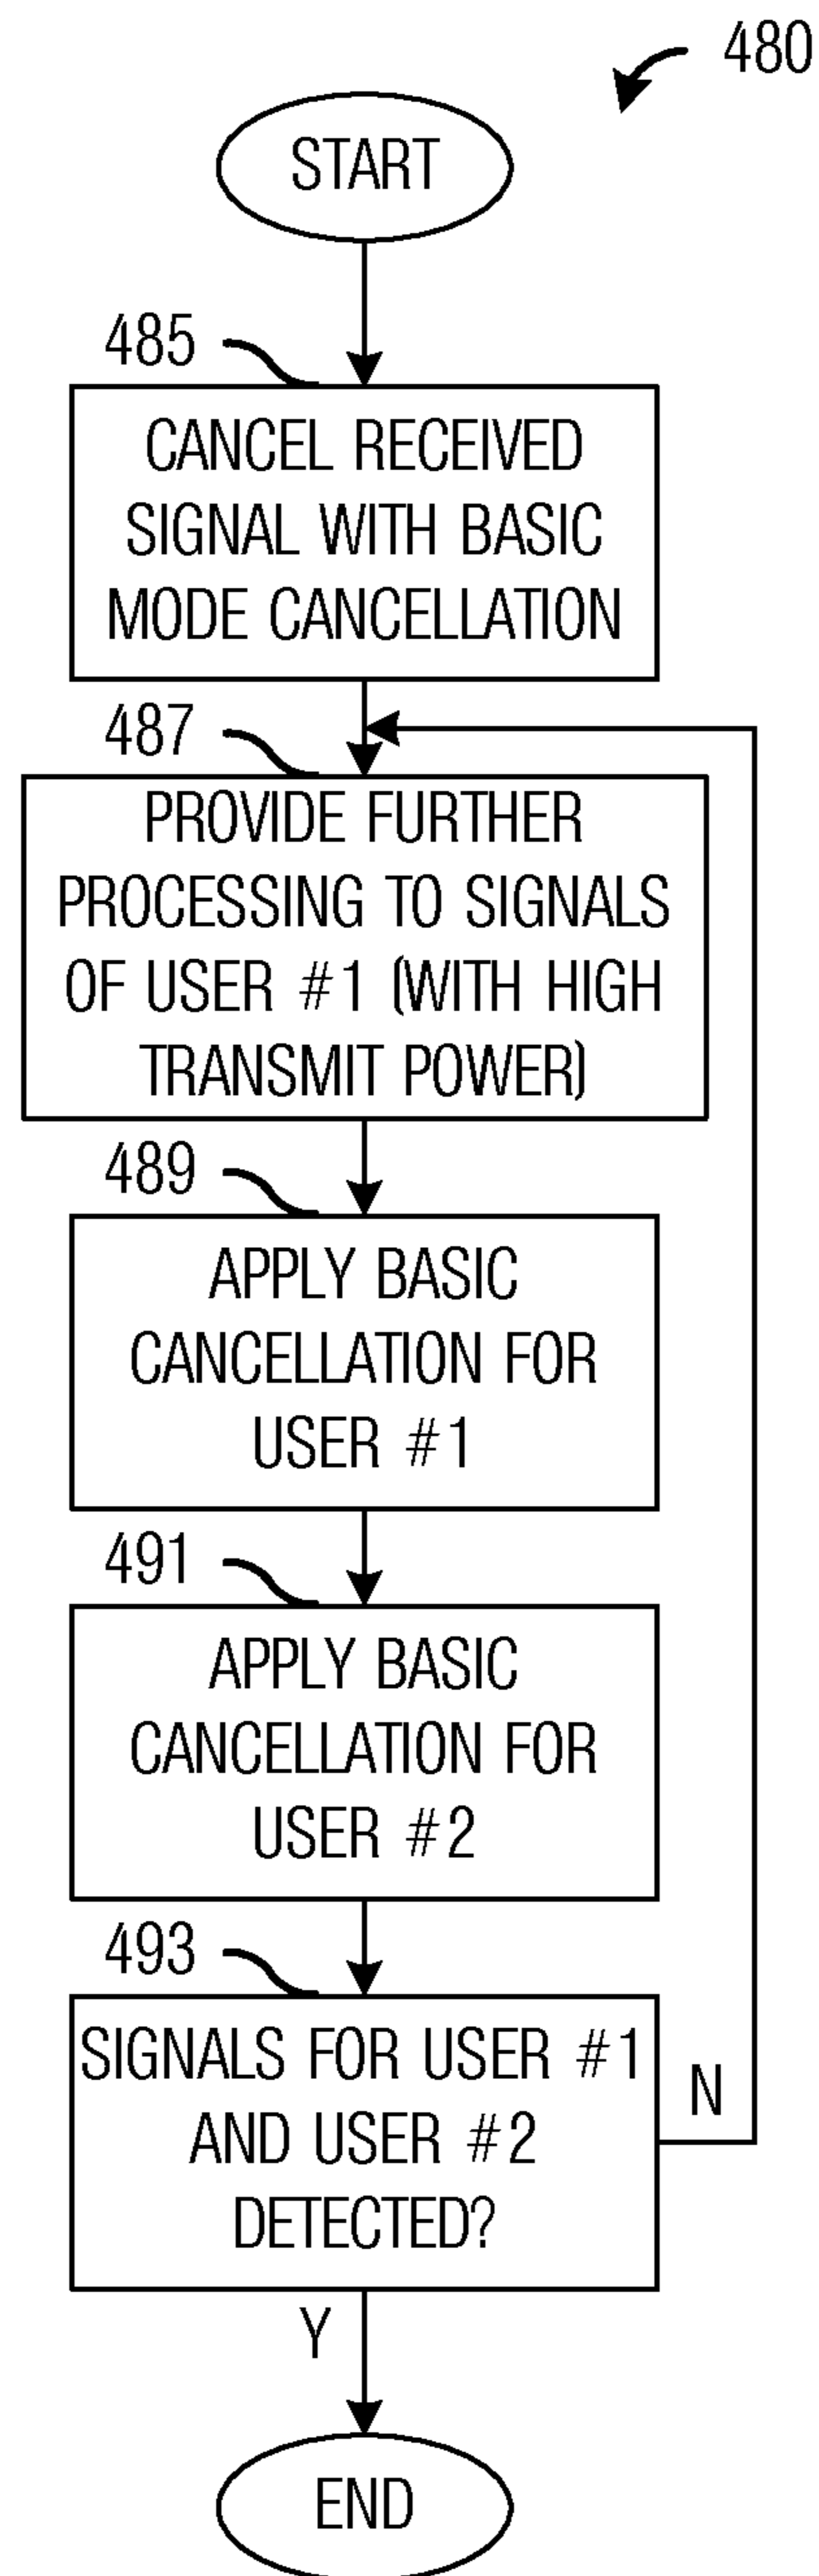 480
START
485
CANCEL RECEIVED
SIGNAL WITH BASIC
MODE CANCELLATION
487
PROVIDE FURTHER
PROCESSING TO SIGNALS
OF USER #1 (WITH HIGH
TRANSMIT POWER)
489
APPLY BASIC
CANCELLATION FOR
USER #1
491
APPLY BASIC
CANCELLATION FOR
USER #2
493
SIGNALS FOR USER #1
AND USER #2
DETECTED?
N
Y
END